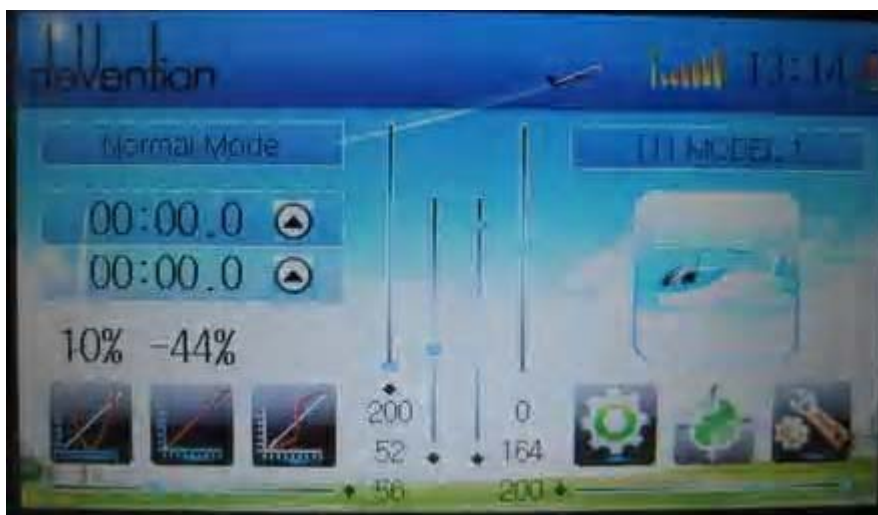 deVention
13:14
Normal Mode
[1] MODEL. 1
00:00.0
00:00.0
10% -44%
200 0
52 164
56 200